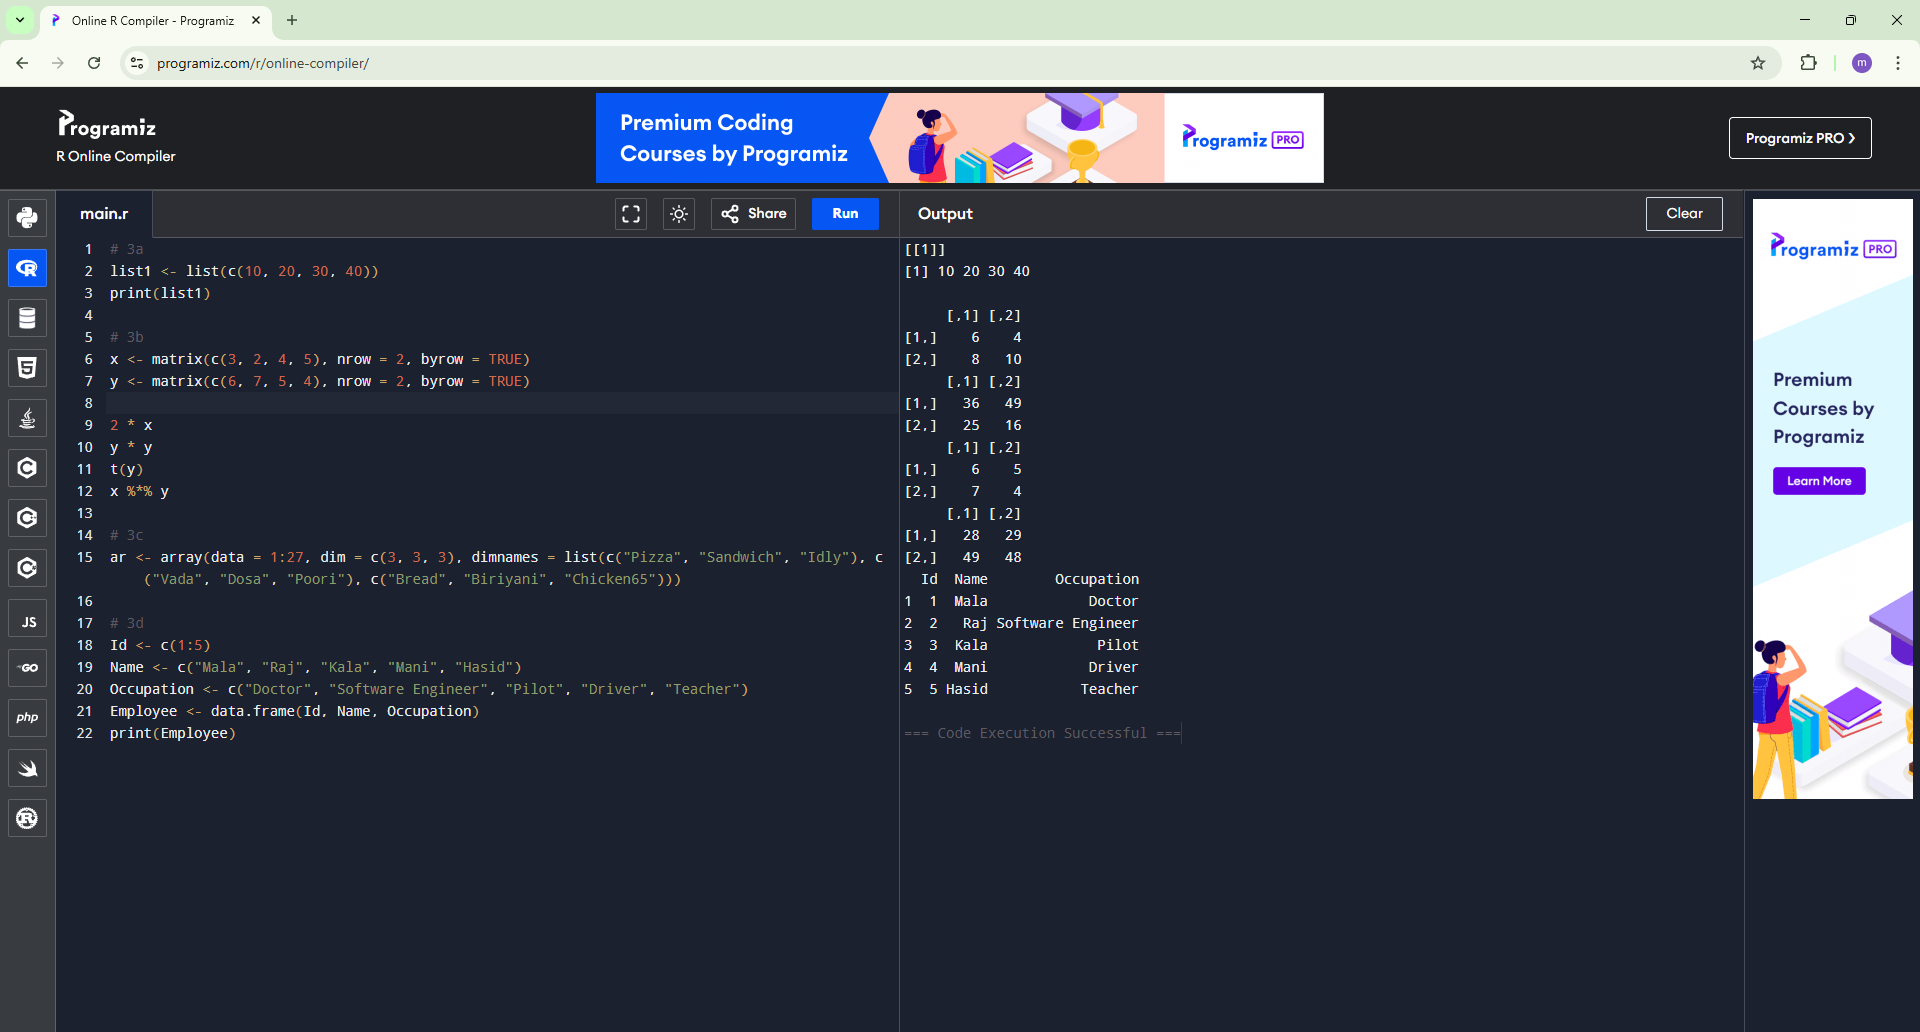 Online R Compiler - Programiz
programiz.com/r/online-compiler/
m
Programiz
R Online Compiler
Premium Coding
Courses by Programiz
Programiz PRO
Programiz PRO
main.r
Share
Run
Output
Clear
1 # 3a
2 list1 <- list(c(10, 20, 30, 40))
3 print(list1)
4
5 # 3b
6 x <- matrix(c(3, 2, 4, 5), nrow = 2, byrow = TRUE)
7 y <- matrix(c(6, 7, 5, 4), nrow = 2, byrow = TRUE)
8
9 2 * x
10 y * y
11 t(y)
12 x %*% y
13
14 # 3c
15 ar <- array(data = 1:27, dim = c(3, 3, 3), dimnames = list(c("Pizza", "Sandwich", "Idly"), c
("Vada", "Dosa", "Poori"), c("Bread", "Biriyani", "Chicken65")))
16
17 # 3d
18 Id <- c(1:5)
19 Name <- c("Mala", "Raj", "Kala", "Mani", "Hasid")
20 Occupation <- c("Doctor", "Software Engineer", "Pilot", "Driver", "Teacher")
21 Employee <- data.frame(Id, Name, Occupation)
22 print(Employee)
[[1]]
[1] 10 20 30 40
[,1] [,2]
[1,] 6 4
[2,] 8 10
[,1] [,2]
[1,] 36 49
[2,] 25 16
[,1] [,2]
[1,] 6 5
[2,] 7 4
[,1] [,2]
[1,] 28 29
[2,] 49 48
Id Name Occupation
1 1 Mala Doctor
2 2 Raj Software Engineer
3 3 Kala Pilot
4 4 Mani Driver
5 5 Hasid Teacher
=== Code Execution Successful ===
JS
GO
php
Programiz PRO
Premium
Courses by
Programiz
Learn More